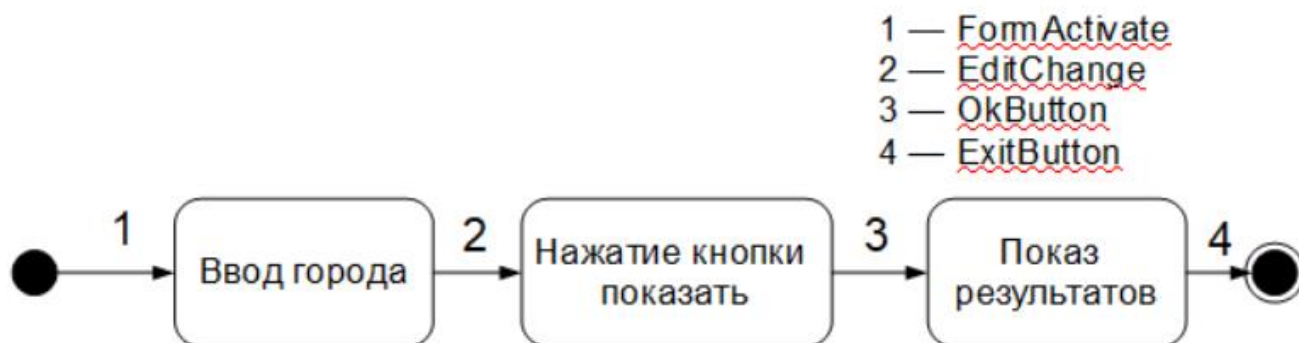 1 — FormActivate
2 — EditChange
3 — OkButton
4 — ExitButton
1
Ввод города
2
Нажатие кнопки
показать
3
Показ
результатов
4